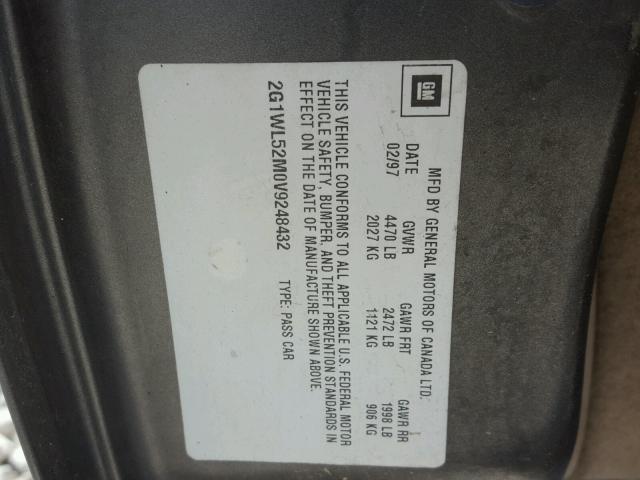 GM
MFD BY GENERAL MOTORS OF CANADA LTD.
DATE GVWR GAWR FRT GAWR RR
02/97 4470 LB 2472 LB 1998 LB
2027 KG 1121 KG 906 KG
THIS VEHICLE CONFORMS TO ALL APPLICABLE U.S. FEDERAL MOTOR
VEHICLE SAFETY, BUMPER, AND THEFT PREVENTION STANDARDS IN
EFFECT ON THE DATE OF MANUFACTURE SHOWN ABOVE.
2G1WL52M0V9248432 TYPE: PASS CAR